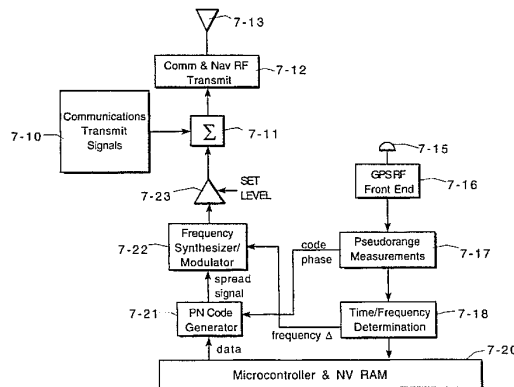 7-13
Comm & Nav RF
Transmit
7-12
Communications
Transmit
Signals
7-10
Σ
7-11
7-15
GPS RF
Front End
7-16
7-23
SET
LEVEL
Frequency
Synthesizer/
Modulator
7-22
code
phase
Pseudorange
Measurements
7-17
spread
signal
PN Code
Generator
7-21
Time/Frequency
Determination
7-18
frequency Δ
data
7-20
Microcontroller & NV RAM